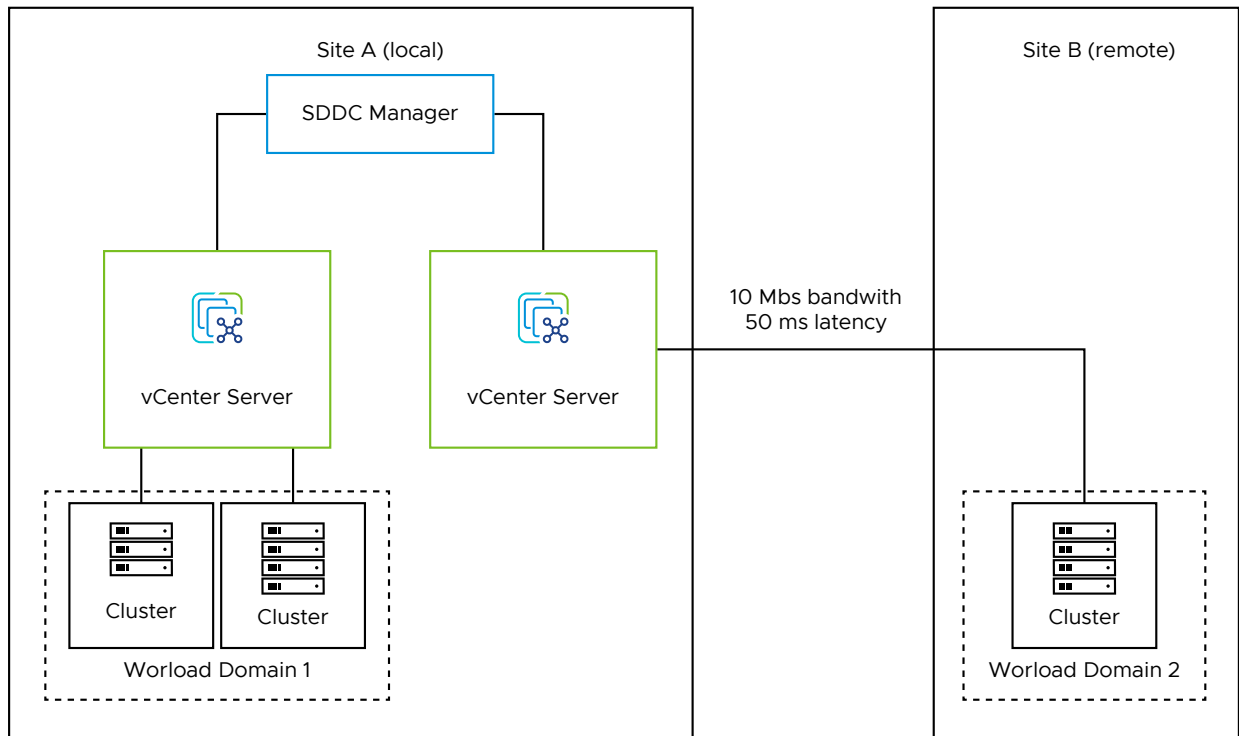 Site A (local)
Site B (remote)
SDDC Manager
10 Mbs bandwith
50 ms latency
vCenter Server
vCenter Server
Cluster
Cluster
Cluster
Worload Domain 1
Worload Domain 2